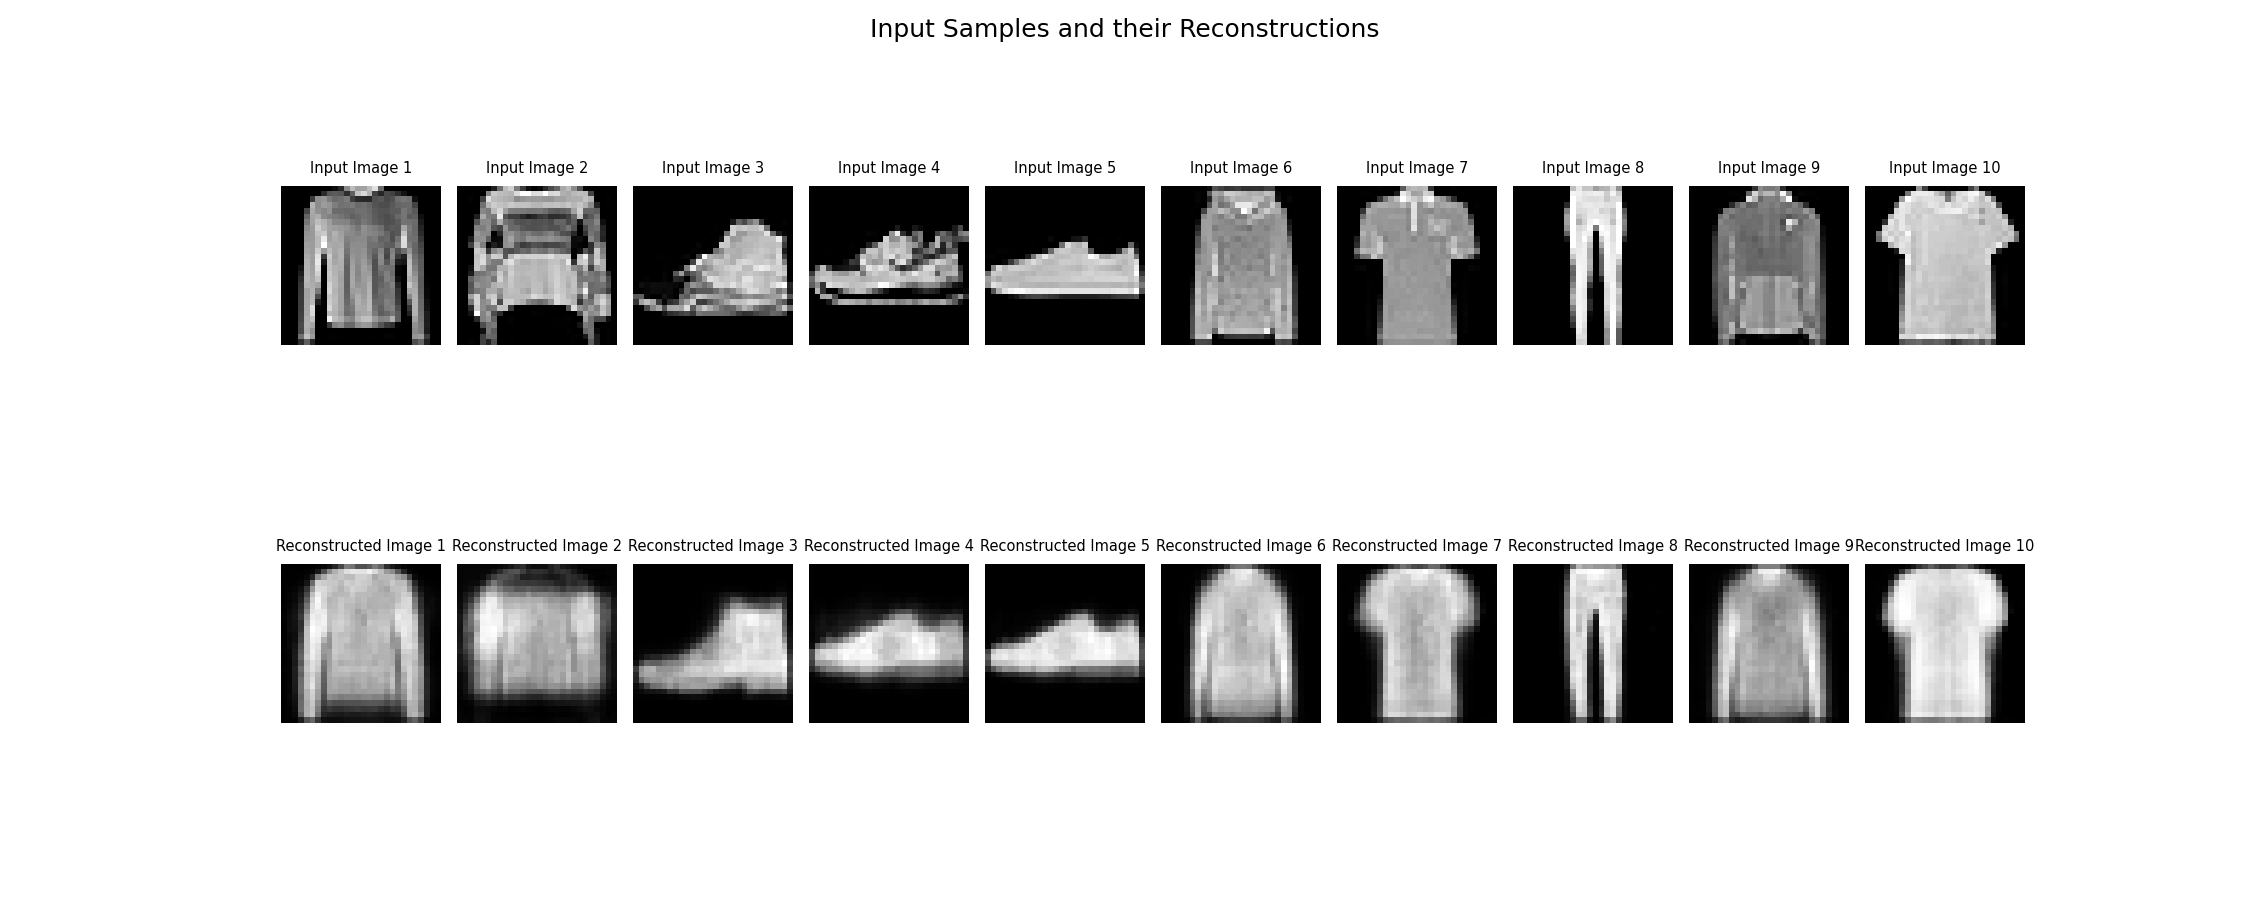 Input Samples and their Reconstructions
Input Image 1 Input Image 2 Input Image 3 Input Image 4 Input Image 5 Input Image 6 Input Image 7 Input Image 8 Input Image 9 Input Image 10
Reconstructed Image 1 Reconstructed Image 2 Reconstructed Image 3 Reconstructed Image 4 Reconstructed Image 5 Reconstructed Image 6 Reconstructed Image 7 Reconstructed Image 8 Reconstructed Image 9 Reconstructed Image 10